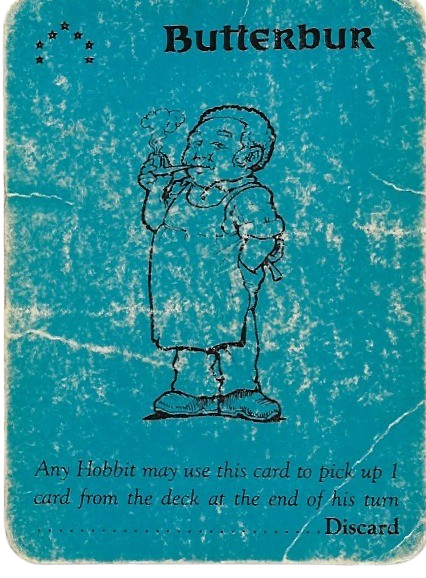 Butterbur
Any Hobbit may use this card to pick up 1
card from the deck at the end of his turn
.............................Discard